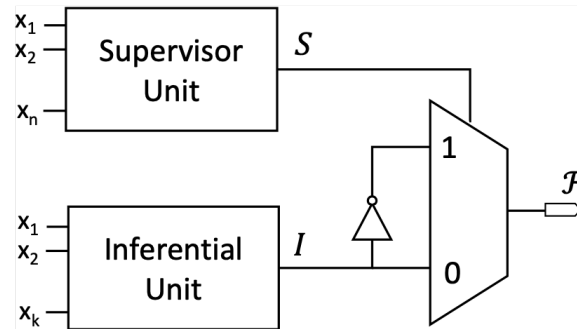 x₁
x₂
xₙ
Supervisor
Unit
S
1
ℱ
x₁
x₂
xₖ
Inferential
Unit
I
0